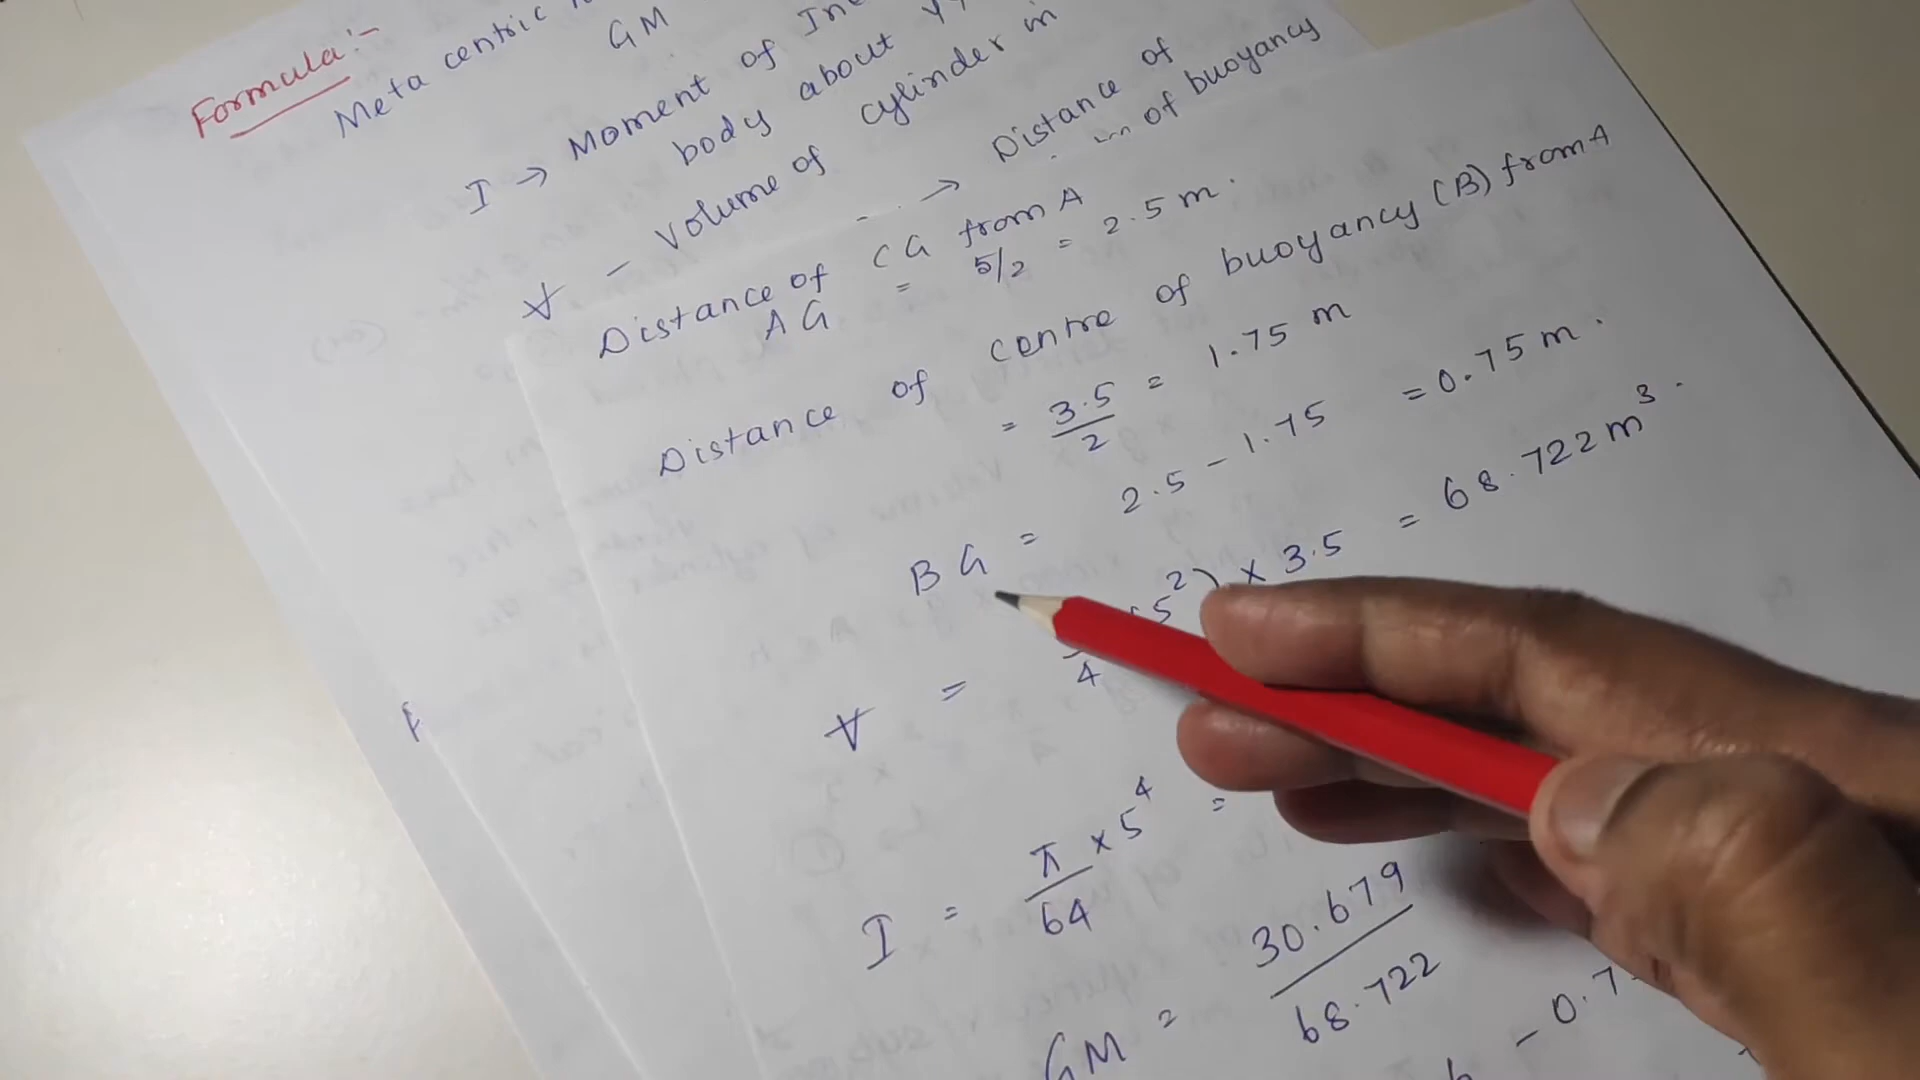 Formula:-
Meta centric
GM
I → Moment of
body about
∀ - Volume of cylinder in
→ Distance of
of buoyancy
Distance of CG from A
AG = 5/2 = 2.5 m.
Distance of centre of buoyancy (B) from A
= 3.5/2 = 1.75 m
BG = 2.5 - 1.75 = 0.75 m.
∀ = 4 5²) × 3.5 = 68.722 m³.
I = π/64 × 5⁴ =
GM = 30.679/68.722 - 0.7